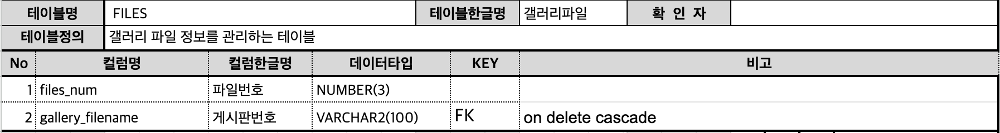 테이블명 FILES 테이블한글명 갤러리파일 확 인 자
테이블정의 갤러리 파일 정보를 관리하는 테이블
No 컬럼명 컬럼한글명 데이터타입 KEY 비고
1 files_num 파일번호 NUMBER(3)
2 gallery_filename 게시판번호 VARCHAR2(100) FK on delete cascade